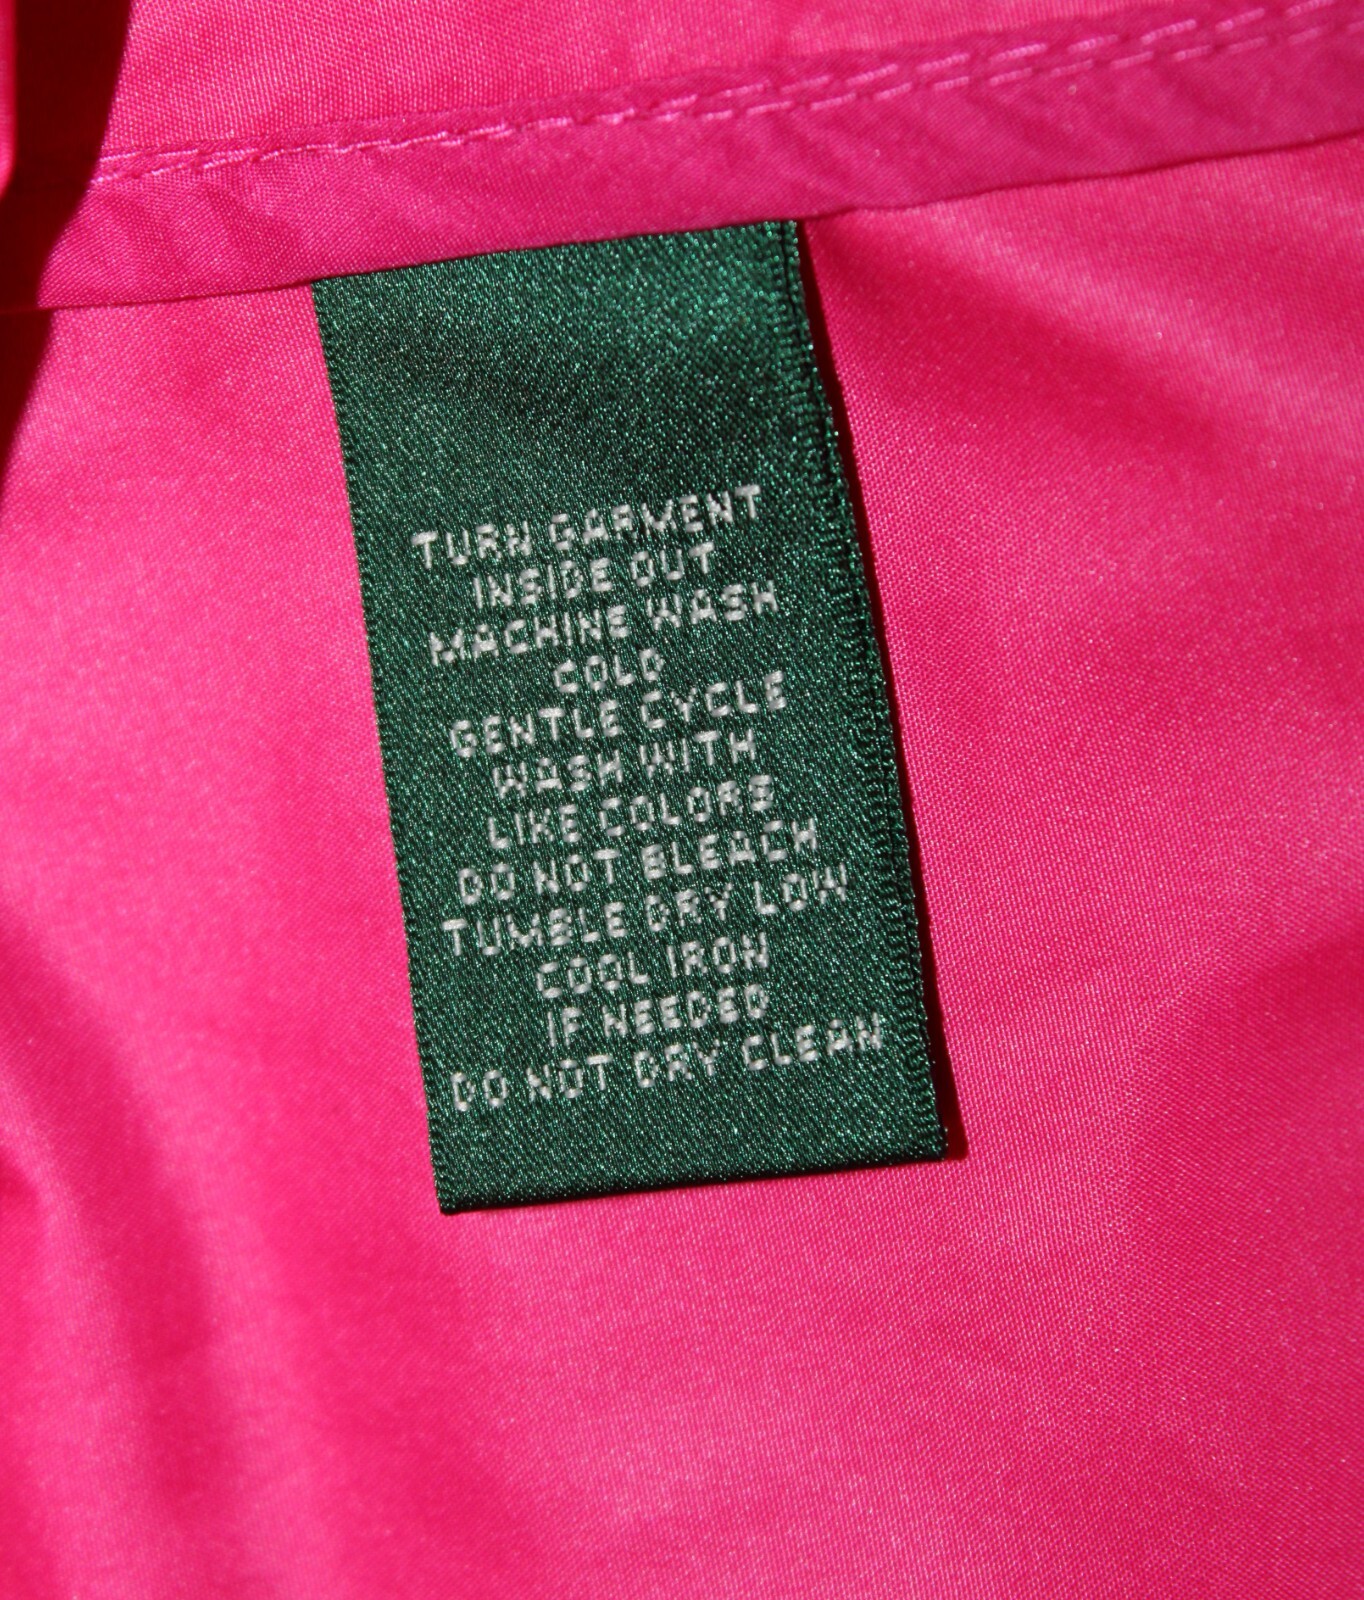 TURN GARMENT
INSIDE OUT
MACHINE WASH
COLD
GENTLE CYCLE
WASH WITH
LIKE COLORS
DO NOT BLEACH
TUMBLE DRY LOW
COOL IRON
IF NEEDED
DO NOT DRY CLEAN